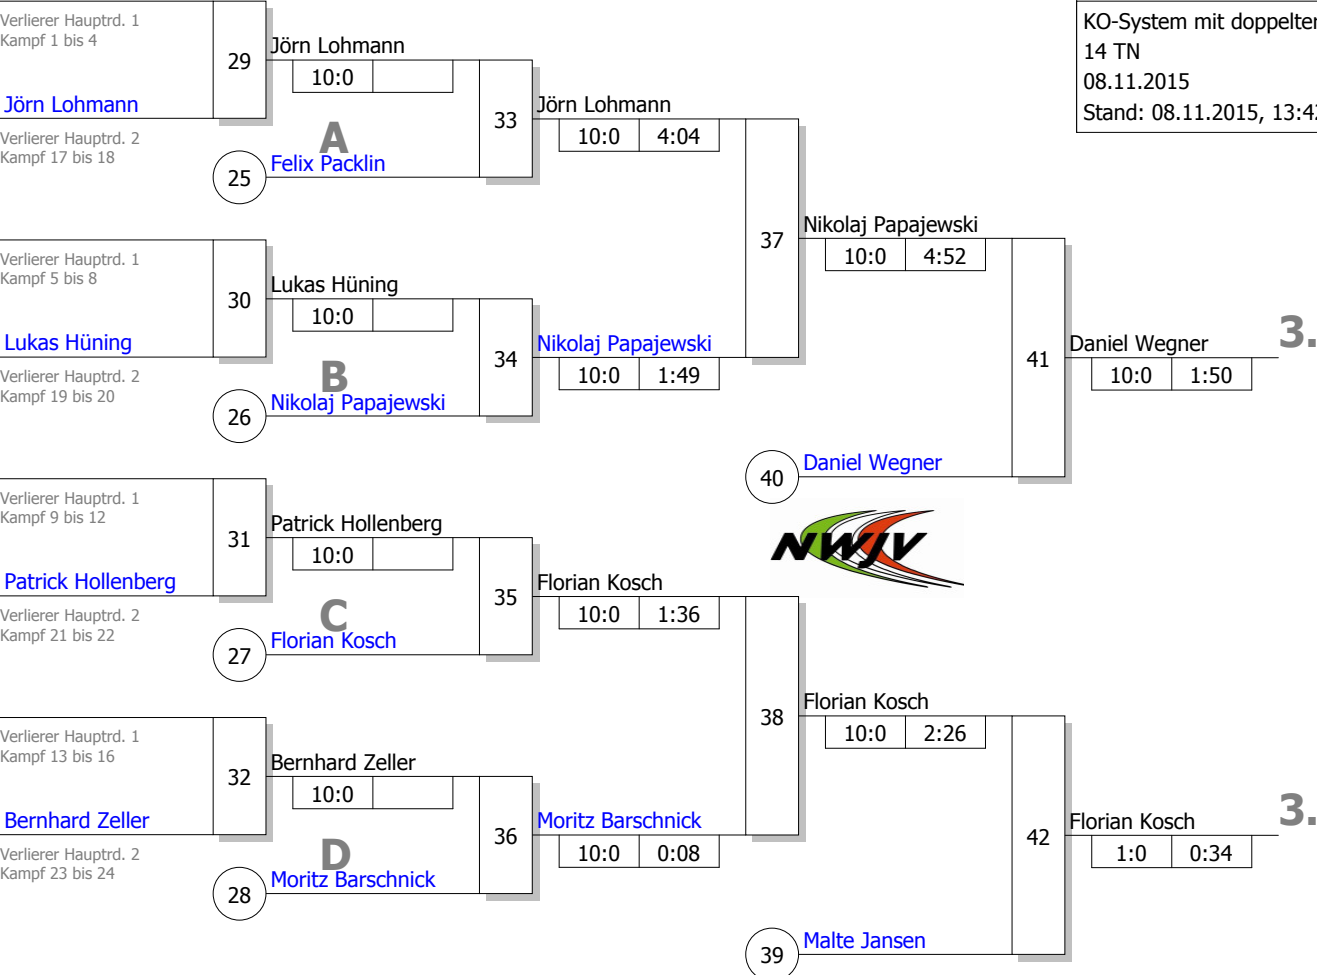 Verlierer Hauptrd. 1
Kampf 1 bis 4
29
Jörn Lohmann
10:0
Jörn Lohmann
Verlierer Hauptrd. 2
Kampf 17 bis 18
A
25
Felix Packlin
33
Jörn Lohmann
10:0 4:04
KO-System mit doppelter
14 TN
08.11.2015
Stand: 08.11.2015, 13:42
Verlierer Hauptrd. 1
Kampf 5 bis 8
30
Lukas Hüning
10:0
Lukas Hüning
Verlierer Hauptrd. 2
Kampf 19 bis 20
B
26
Nikolaj Papajewski
34
Nikolaj Papajewski
10:0 1:49
37
Nikolaj Papajewski
10:0 4:52
41
Daniel Wegner
10:0 1:50
3.
40
Daniel Wegner
NWJV
Verlierer Hauptrd. 1
Kampf 9 bis 12
31
Patrick Hollenberg
10:0
Patrick Hollenberg
Verlierer Hauptrd. 2
Kampf 21 bis 22
C
27
Florian Kosch
35
Florian Kosch
10:0 1:36
Verlierer Hauptrd. 1
Kampf 13 bis 16
32
Bernhard Zeller
10:0
Bernhard Zeller
Verlierer Hauptrd. 2
Kampf 23 bis 24
D
28
Moritz Barschnick
36
Moritz Barschnick
10:0 0:08
38
Florian Kosch
10:0 2:26
42
Florian Kosch
1:0 0:34
3.
39
Malte Jansen